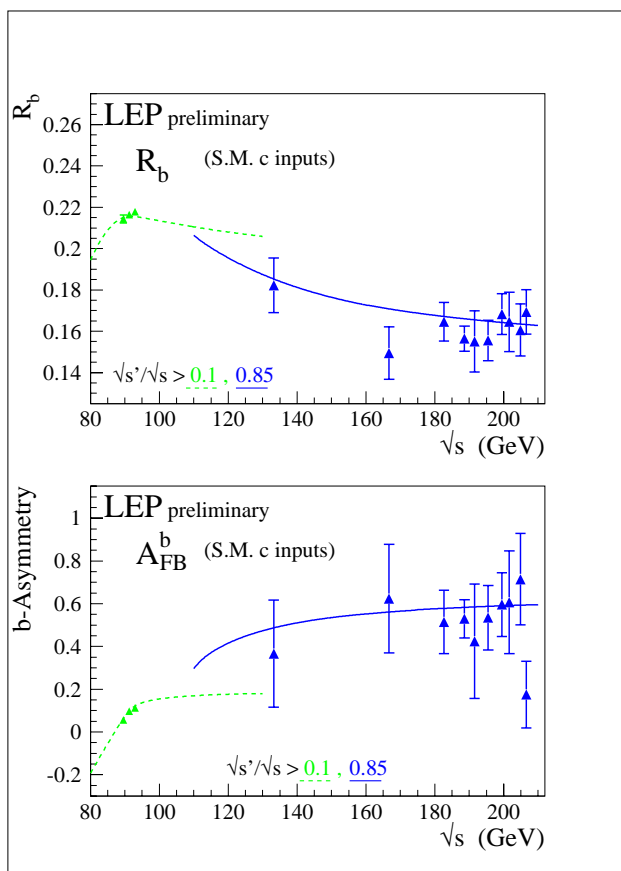 LEP preliminary
R_b (S.M. c inputs)
R_b
0.26
0.24
0.22
0.2
0.18
0.16
0.14
√s'/√s > 0.1 , 0.85
80 100 120 140 160 180 200
√s (GeV)
LEP preliminary
A_FB^b (S.M. c inputs)
b-Asymmetry
1
0.8
0.6
0.4
0.2
0
-0.2
√s'/√s > 0.1 , 0.85
80 100 120 140 160 180 200
√s (GeV)